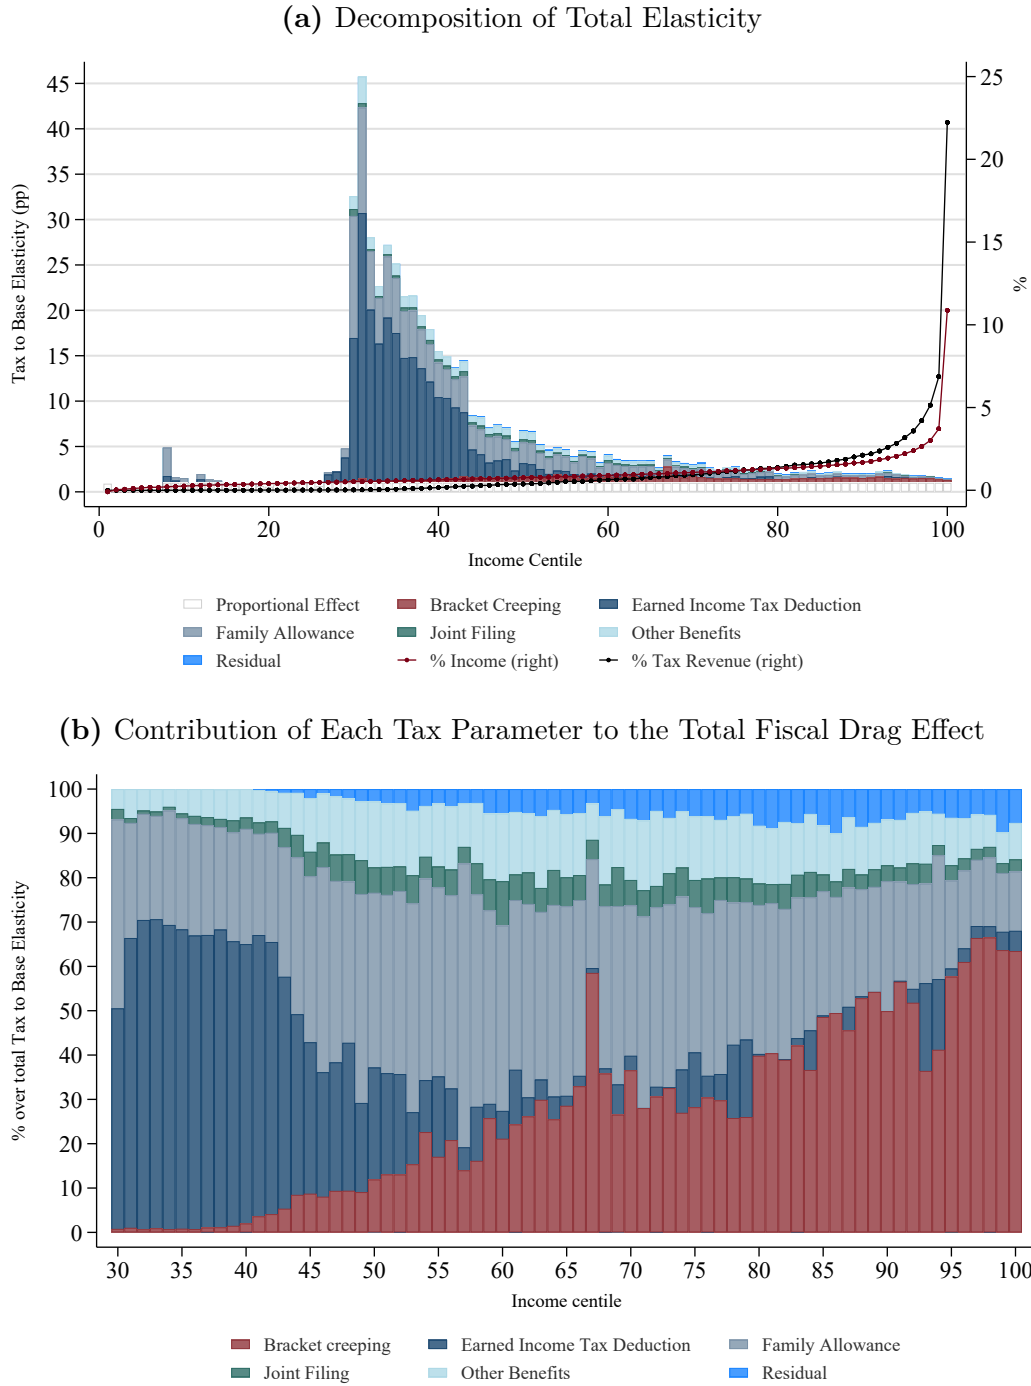 (a) Decomposition of Total Elasticity
45
40
35
30
25
20
15
10
5
0
Tax to Base Elasticity (pp)
25
20
15
10
5
0
%
0 20 40 60 80 100
Income Centile
Proportional Effect Bracket Creeping Earned Income Tax Deduction
Family Allowance Joint Filing Other Benefits
Residual % Income (right) % Tax Revenue (right)
(b) Contribution of Each Tax Parameter to the Total Fiscal Drag Effect
100
90
80
70
60
50
40
30
20
10
0
% over total Tax to Base Elasticity
30 35 40 45 50 55 60 65 70 75 80 85 90 95 100
Income centile
Bracket creeping Earned Income Tax Deduction Family Allowance
Joint Filing Other Benefits Residual